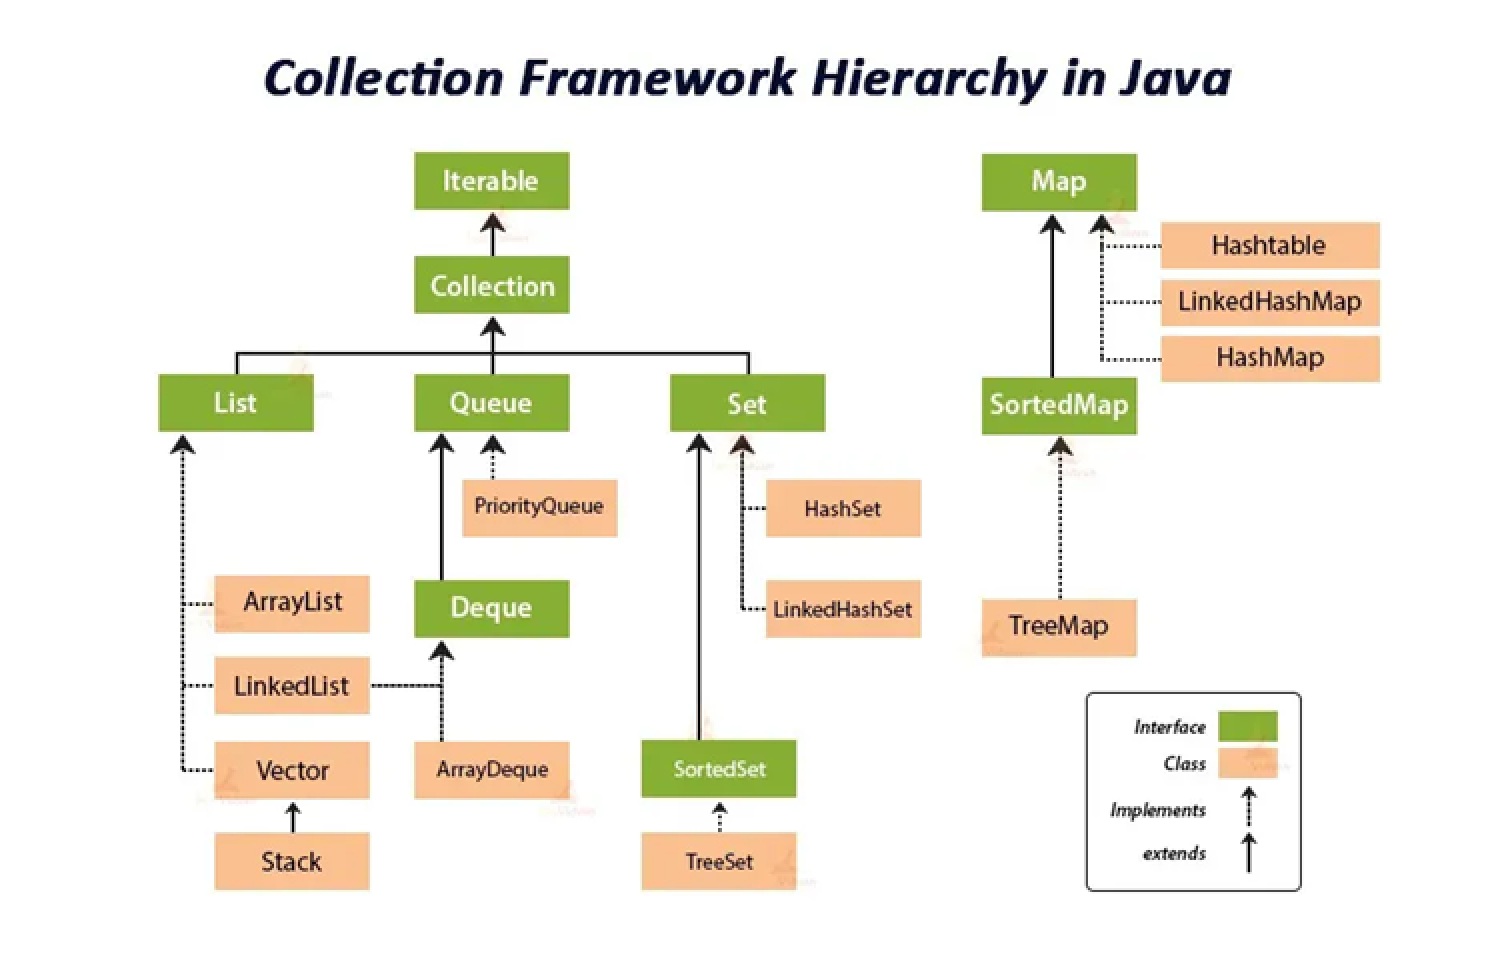 Collection Framework Hierarchy in Java
Iterable
Map
Hashtable
Collection
LinkedHashMap
HashMap
List
Queue
Set
SortedMap
PriorityQueue
HashSet
ArrayList
Deque
LinkedHashSet
TreeMap
LinkedList
Vector
ArrayDeque
SortedSet
Stack
TreeSet
Interface
Class
Implements
extends